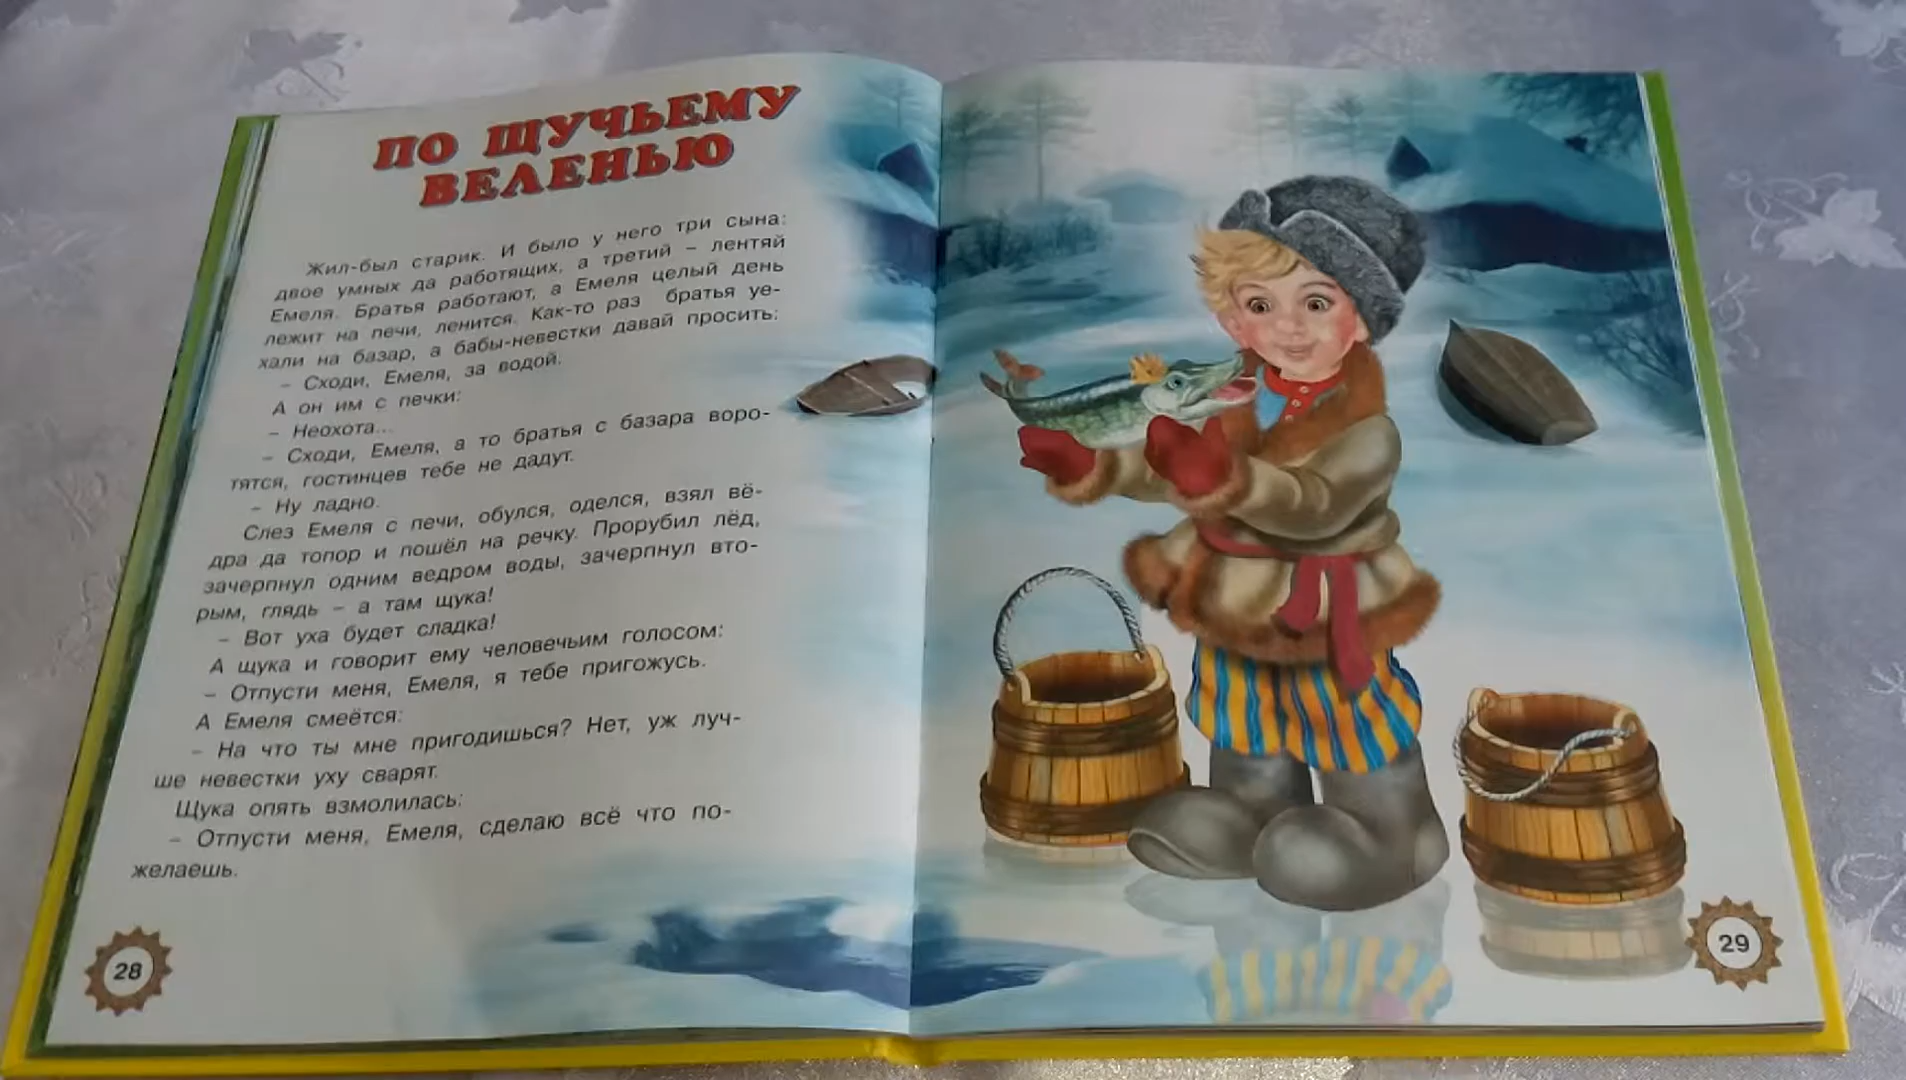 ПО ЩУЧЬЕМУ
ВЕЛЕНЬЮ
Жил-был старик. И было у него три сына:
двое умных да работящих, а третий – лентяй
Емеля. Братья работают, а Емеля целый день
лежит на печи, ленится. Как-то раз братья уе-
хали на базар, а бабы-невестки давай просить:
– Сходи, Емеля, за водой.
А он им с печки:
– Неохота...
– Сходи, Емеля, а то братья с базара воро-
тятся, гостинцев тебе не дадут.
– Ну ладно.
Слез Емеля с печи, обулся, оделся, взял вё-
дра да топор и пошёл на речку. Прорубил лёд,
зачерпнул одним ведром воды, зачерпнул вто-
рым, глядь – а там щука!
– Вот уха будет сладка!
А щука и говорит ему человечьим голосом:
– Отпусти меня, Емеля, я тебе пригожусь.
А Емеля смеётся:
– На что ты мне пригодишься? Нет, уж луч-
ше невестки уху сварят.
Щука опять взмолилась:
– Отпусти меня, Емеля, сделаю всё что по-
желаешь.
28
29